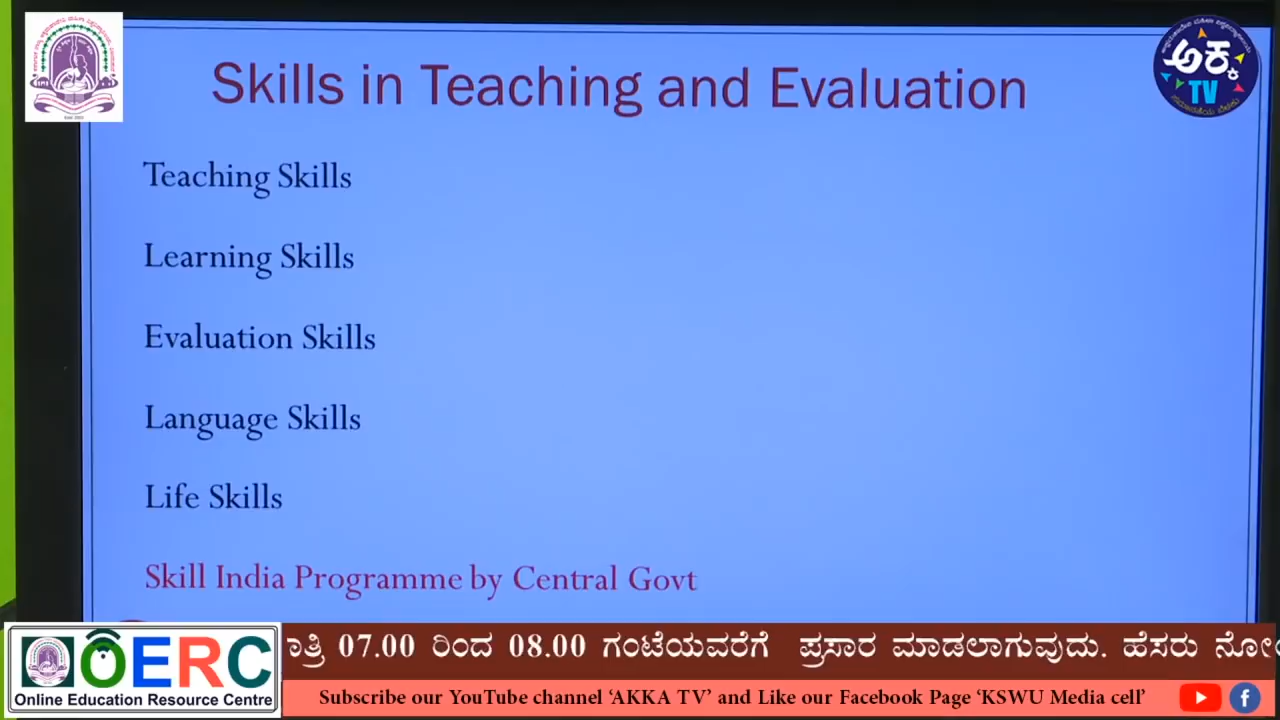 Skills in Teaching and Evaluation
ಅಕ್ಕ
TV
Teaching Skills
Learning Skills
Evaluation Skills
Language Skills
Life Skills
Skill India Programme by Central Govt
OERC
Online Education Resource Centre
ಾತ್ರಿ 07.00 ರಿಂದ 08.00 ಗಂಟೆಯವರೆಗೆ ಪ್ರಸಾರ ಮಾಡಲಾಗುವುದು. ಹೆಸರು ನೋಂ
Subscribe our YouTube channel ‘AKKA TV’ and Like our Facebook Page ‘KSWU Media cell’